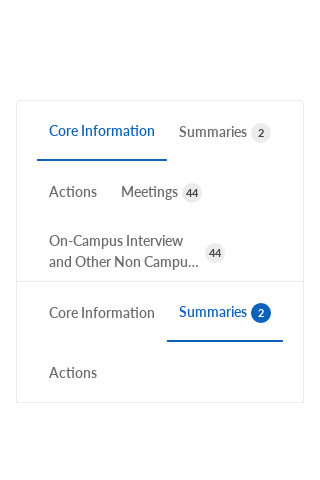 Core Information Summaries 2
Actions Meetings 44
On-Campus Interview
and Other Non Campu... 44
Core Information Summaries 2
Actions